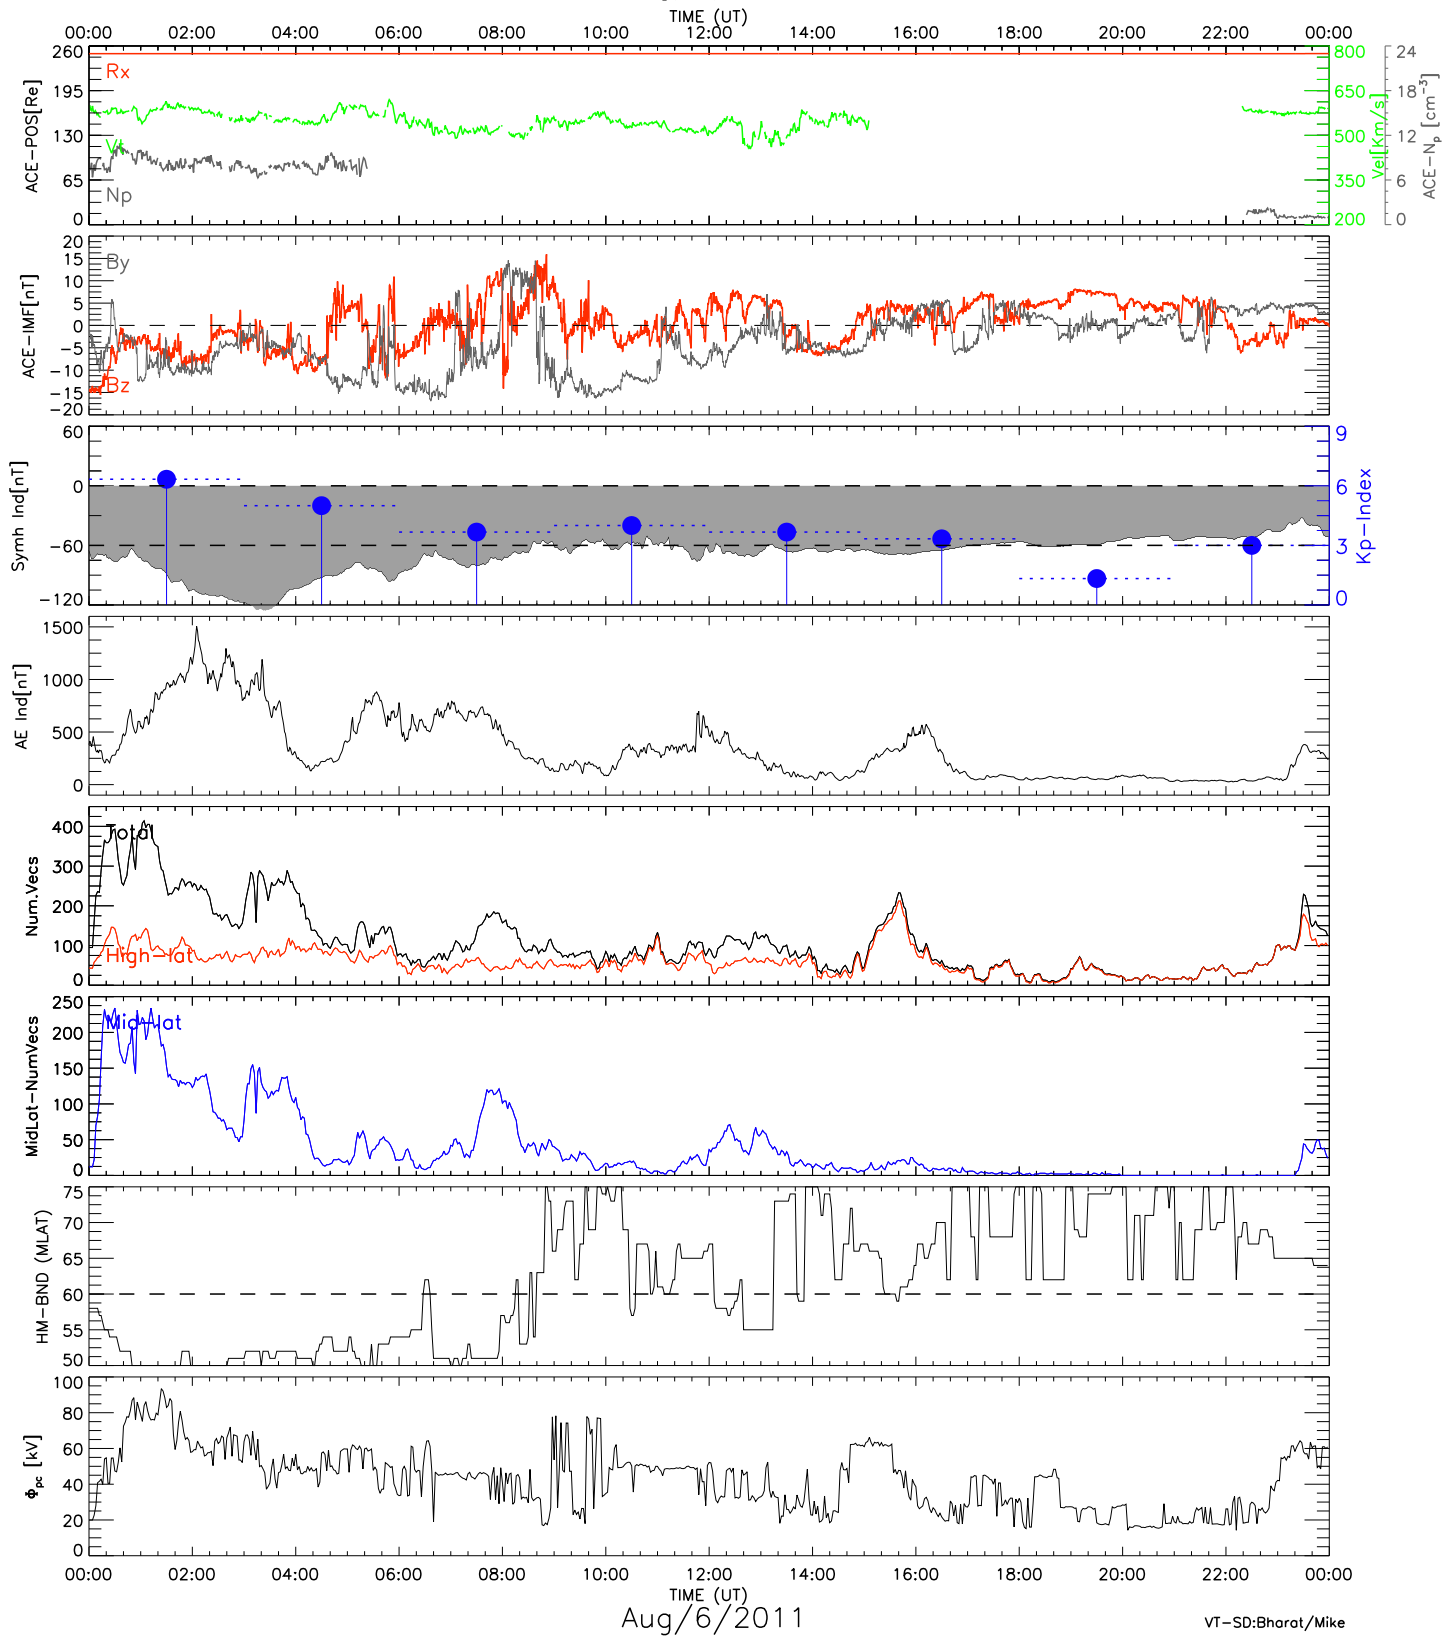 TIME (UT)
00:00 02:00 04:00 06:00 08:00 10:00 12:00 14:00 16:00 18:00 20:00 22:00 00:00
ACE-POS[Re]
260
195
130
65
0
Rx
Vt
Np
800
650
500
350
200
Vel[Km/s]
24
18
12
6
0
ACE-Np [cm-3]
ACE-IMF[nT]
20
15
10
5
0
-5
-10
-15
-20
By
Bz
Symh Ind[nT]
60
0
-60
-120
9
6
3
0
Kp-Index
AE Ind[nT]
1500
1000
500
0
Num.Vecs
400
300
200
100
0
Total
High-lat
MidLat-NumVecs
250
200
150
100
50
0
Mid-lat
HM-BND (MLAT)
75
70
65
60
55
50
Φpc [kV]
100
80
60
40
20
0
00:00 02:00 04:00 06:00 08:00 10:00 12:00 14:00 16:00 18:00 20:00 22:00 00:00
TIME (UT)
Aug/6/2011
VT-SD:Bharat/Mike